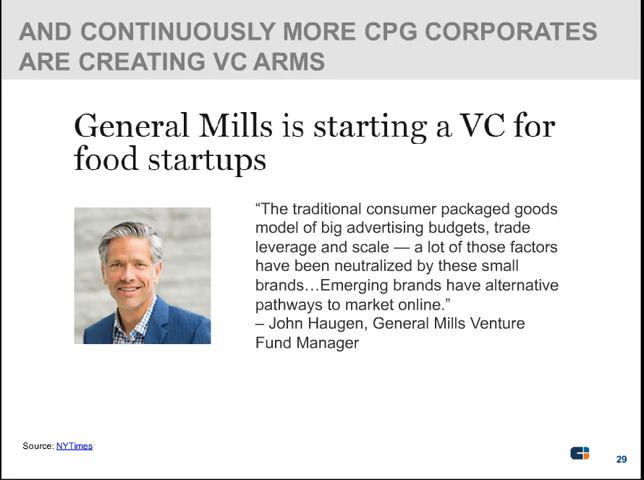 AND CONTINUOUSLY MORE CPG CORPORATES
ARE CREATING VC ARMS
General Mills is starting a VC for
food startups
“The traditional consumer packaged goods
model of big advertising budgets, trade
leverage and scale — a lot of those factors
have been neutralized by these small
brands…Emerging brands have alternative
pathways to market online.”
– John Haugen, General Mills Venture
Fund Manager
Source: NYTimes
29